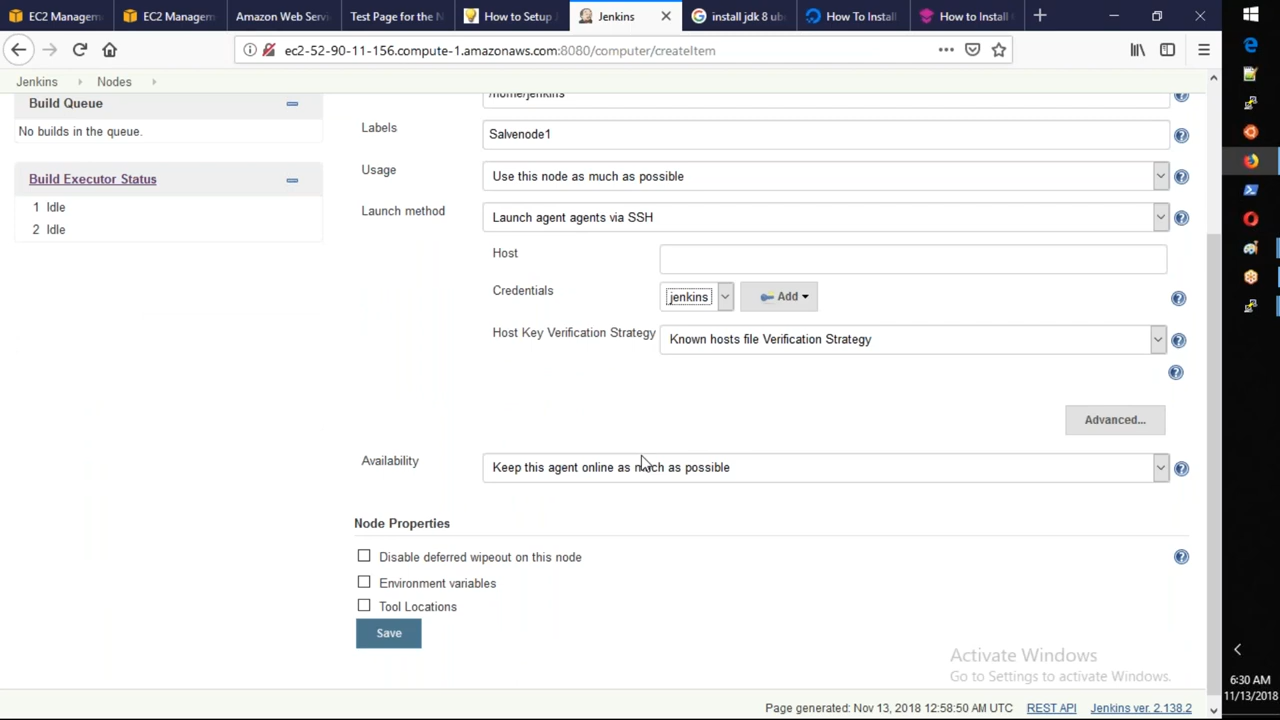 EC2 Managem
EC2 Managem
Amazon Web Servi
Test Page for the N
How to Setup J
Jenkins
install jdk 8 ub
How To Install
How to Install
ec2-52-90-11-156.compute-1.amazonaws.com:8080/computer/createItem
Jenkins
Nodes
Build Queue
No builds in the queue.
Build Executor Status
1 Idle
2 Idle
/home/jenkins
Labels
Salvenode1
Usage
Use this node as much as possible
Launch method
Launch agent agents via SSH
Host
Credentials
jenkins
Add
Host Key Verification Strategy
Known hosts file Verification Strategy
Advanced...
Availability
Keep this agent online as much as possible
Node Properties
Disable deferred wipeout on this node
Environment variables
Tool Locations
Save
Activate Windows
Go to Settings to activate Windows.
6:30 AM
11/13/2018
Page generated: Nov 13, 2018 12:58:50 AM UTC
REST API
Jenkins ver. 2.138.2